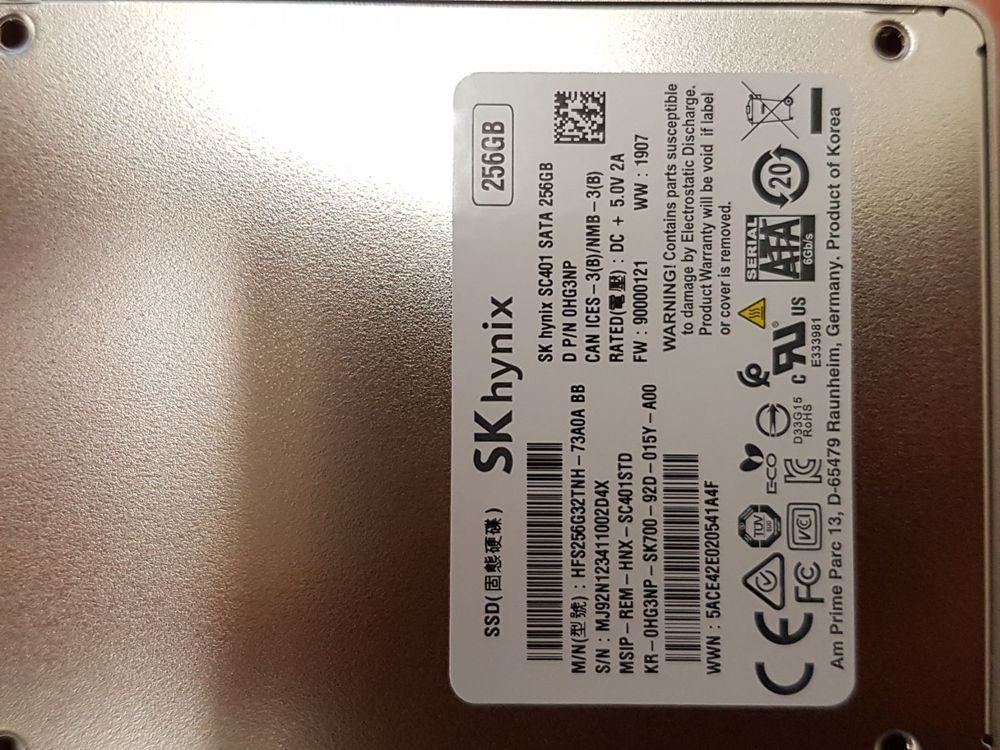 SSD(固態硬碟)
SK hynix
256GB
M/N(型號) : HFS256G32TNH-73A0A BB
S/N : MJ92N123411002D4X
MSIP-REM-HNX-SC401STD
KR-0HG3NP-SK700-92D-015Y-A00
WWN : 5ACE42E020541A4F
SK hynix SC401 SATA 256GB
D P/N 0HG3NP
CAN ICES-3(B)/NMB-3(B)
RATED(電壓) : DC + 5.0V 2A
FW : 90000121 WW : 1907
WARNING! Contains parts susceptible
to damage by Electrostatic Discharge.
Product Warranty will be void if label
or cover is removed.
CE
TUV
ECO
SERIAL
ATA
6Gb/s
20
FC
VCI
D33G15
RoHS
c RU US
E333981
Am Prime Parc 13, D-65479 Raunheim, Germany. Product of Korea